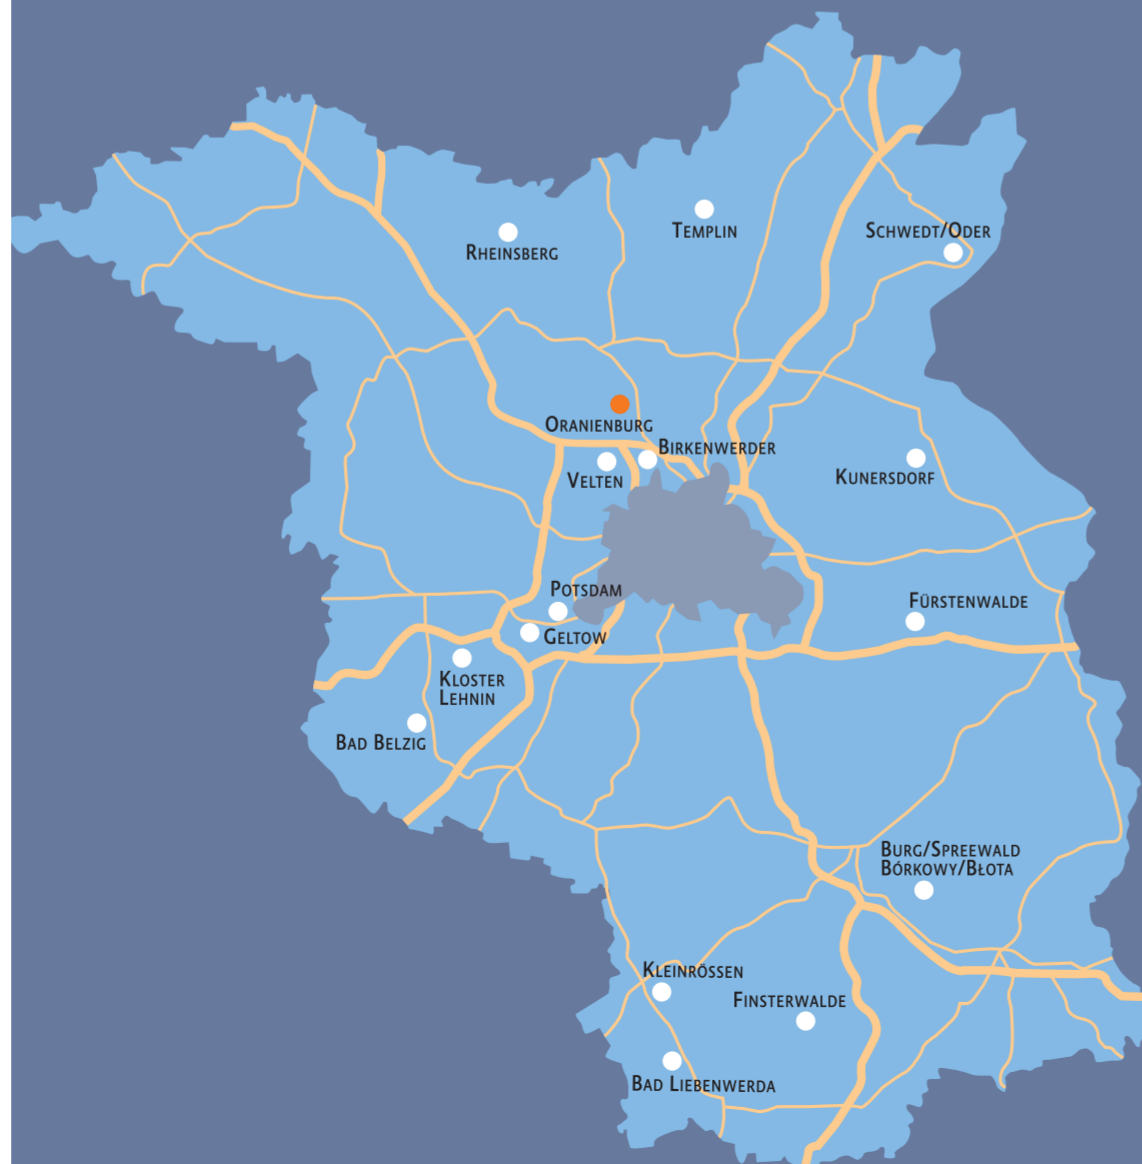 Templin
Schwedt/Oder
Rheinsberg
Oranienburg
Birkenwerder
Velten
Kunersdorf
Potsdam
Fürstenwalde
Geltow
Kloster
Lehnin
Bad Belzig
Burg/Spreewald
Bórkowy/Błota
Kleinrössen
Finsterwalde
Bad Liebenwerda